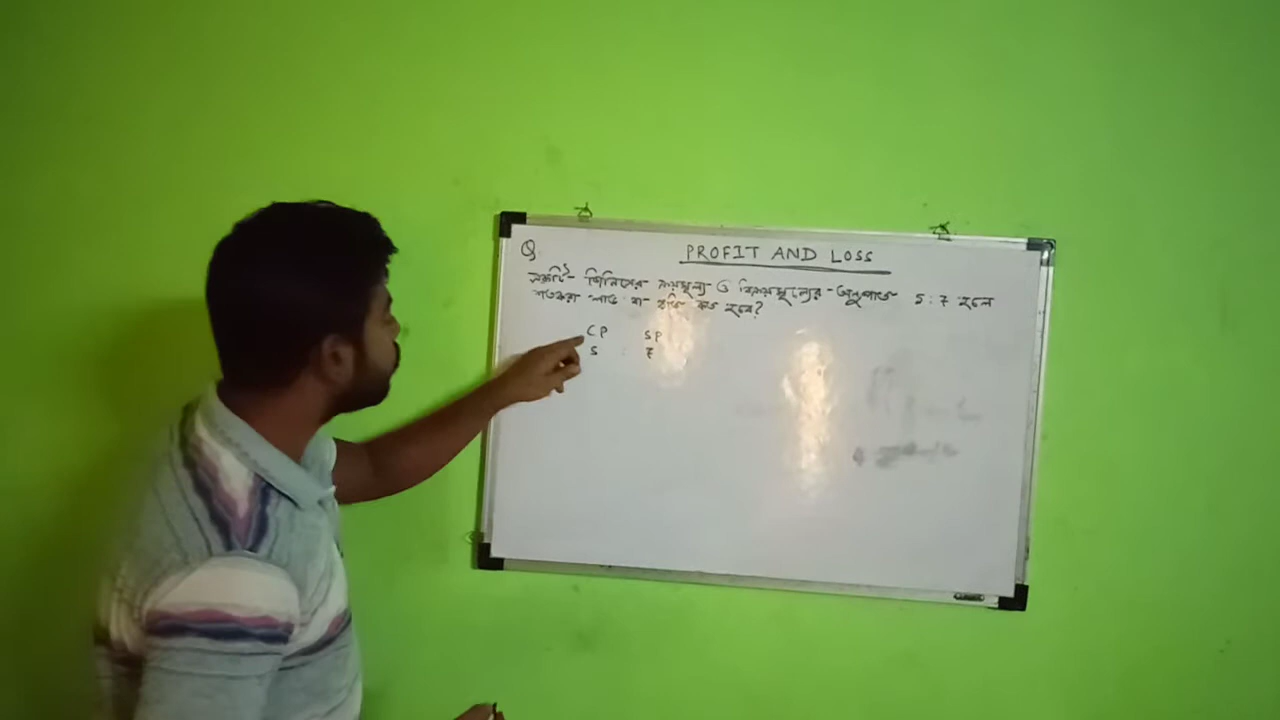 Q
PROFIT AND LOSS
একটি জিনিষের ক্রয়মূল্য ও বিক্রয়মূল্যের অনুপাত 5 : 7 হলে
শতকরা লাভ বা ক্ষতি কত হবে?
CP SP
5 : 7